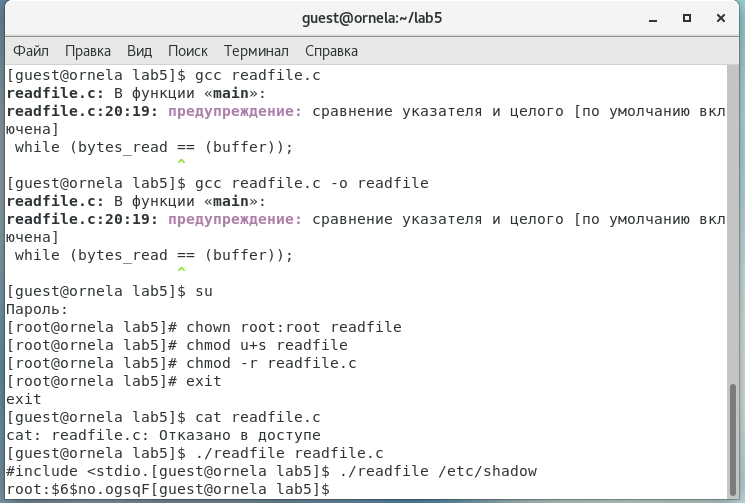 guest@ornela:~/lab5
Файл Правка Вид Поиск Терминал Справка
[guest@ornela lab5]$ gcc readfile.c
readfile.c: В функции «main»:
readfile.c:20:19: предупреждение: сравнение указателя и целого [по умолчанию вкл
ючена]
 while (bytes_read == (buffer));
                   ^
[guest@ornela lab5]$ gcc readfile.c -o readfile
readfile.c: В функции «main»:
readfile.c:20:19: предупреждение: сравнение указателя и целого [по умолчанию вкл
ючена]
 while (bytes_read == (buffer));
                   ^
[guest@ornela lab5]$ su
Пароль:
[root@ornela lab5]# chown root:root readfile
[root@ornela lab5]# chmod u+s readfile
[root@ornela lab5]# chmod -r readfile.c
[root@ornela lab5]# exit
exit
[guest@ornela lab5]$ cat readfile.c
cat: readfile.c: Отказано в доступе
[guest@ornela lab5]$ ./readfile readfile.c
#include <stdio.[guest@ornela lab5]$ ./readfile /etc/shadow
root:$6$no.ogsqF[guest@ornela lab5]$